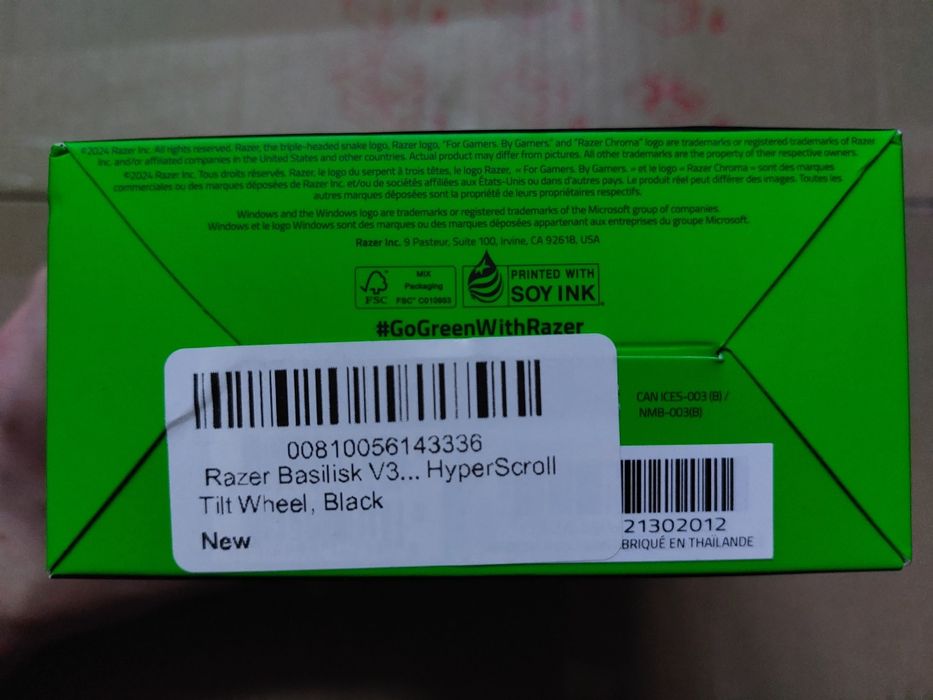 ©2024 Razer Inc. All rights reserved. Razer, the triple-headed snake logo, Razer logo, "For Gamers. By Gamers." and "Razer Chroma" logo are trademarks or registered trademarks of Razer
Inc. and/or affiliated companies in the United States and other countries. Actual product may differ from pictures. All other trademarks are the property of their respective owners.
©2024 Razer Inc. Tous droits réservés. Razer, le logo du serpent à trois têtes, le logo Razer, « For Gamers. By Gamers. » et le logo « Razer Chroma » sont des marques
commerciales ou des marques déposées de Razer Inc. et/ou de sociétés affiliées aux États-Unis ou dans d'autres pays. Le produit réel peut différer des images. Toutes les
autres marques déposées sont la propriété de leurs propriétaires respectifs.
Windows and the Windows logo are trademarks or registered trademarks of the Microsoft group of companies.
Windows et le logo Windows sont des marques ou des marques déposées appartenant aux entreprises du groupe Microsoft.
Razer Inc. 9 Pasteur, Suite 100, Irvine, CA 92618, USA
FSC
MIX
Packaging
FSC® C010953
PRINTED WITH
SOY INK
#GoGreenWithRazer
CAN ICES-003 (B) /
NMB-003(B)
00810056143336
Razer Basilisk V3... HyperScroll
Tilt Wheel, Black
New
21302012
BRIQUÉ EN THAÏLANDE